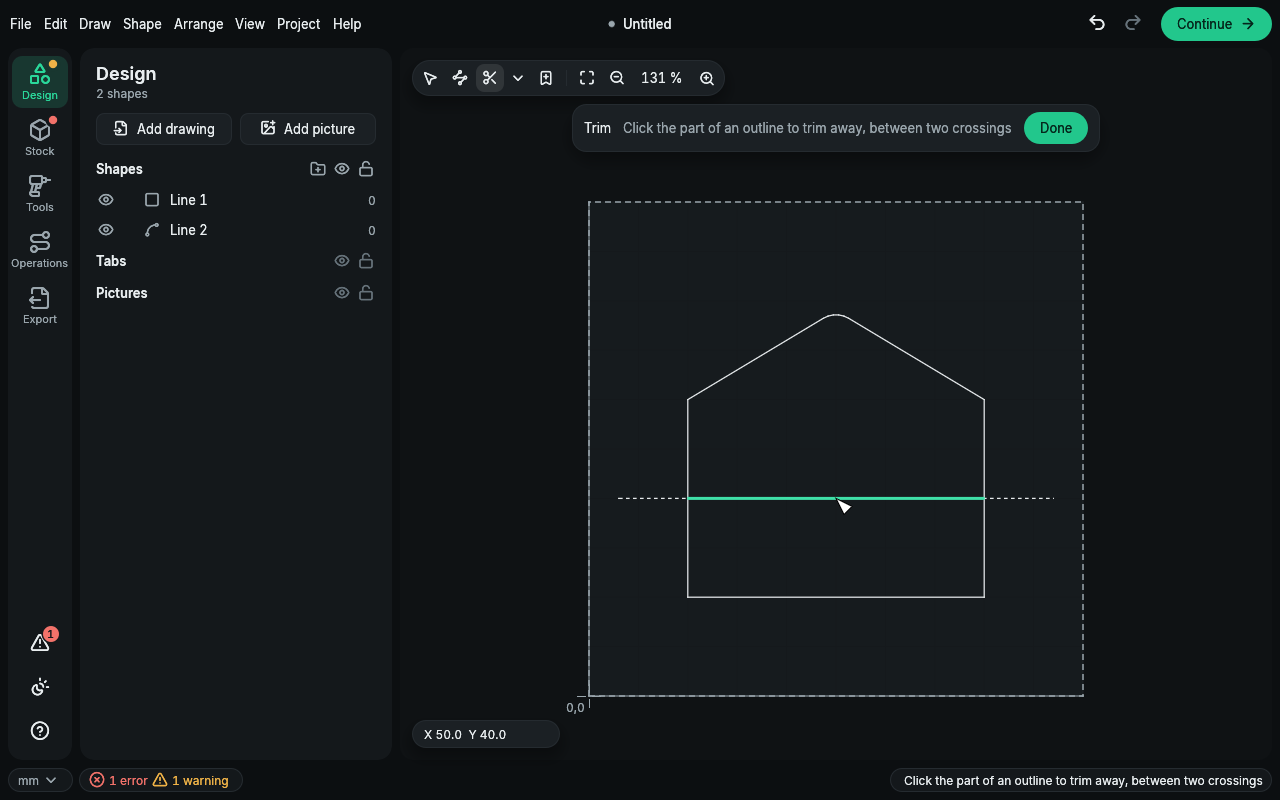 File Edit Draw Shape Arrange View Project Help
Untitled
Continue
Design
Stock
Tools
Operations
Export
1
Design
2 shapes
Add drawing
Add picture
Shapes
Line 1 0
Line 2 0
Tabs
Pictures
131 %
Trim Click the part of an outline to trim away, between two crossings Done
0,0
X 50.0 Y 40.0
mm
1 error 1 warning
Click the part of an outline to trim away, between two crossings